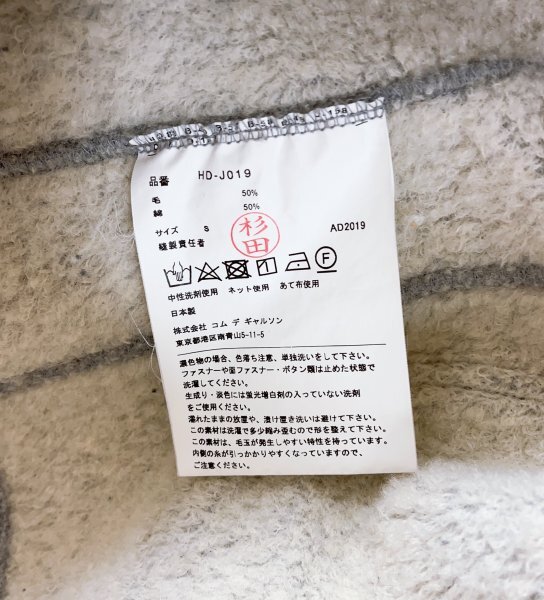 品番 HD-J019
毛 50%
綿 50%
サイズ S
縫製責任者 杉田 AD2019
中性洗剤使用 ネット使用 あて布使用
日本製
株式会社 コム デ ギャルソン
東京都港区南青山5-11-5
濃色物の場合、色落ち注意、単独洗いをして下さい。
ファスナーや面ファスナー・ボタン類は止めた状態で
洗濯してください。
生成り・淡色には蛍光増白剤の入っていない洗剤
をご使用ください。
濡れたままの放置や、漬け置き洗いは避けて下さい。
この素材は洗濯で多少縮み歪むので形を整えて下さい。
この素材は、毛玉が発生しやすい特性を持っています。
内側の糸が引っかかりやすくなっていますので、
ご注意ください。